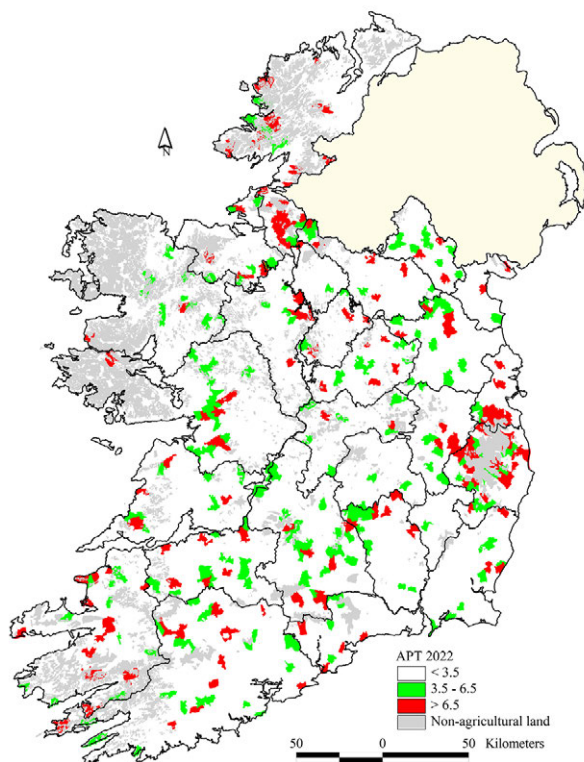 N
APT 2022
< 3.5
3.5 - 6.5
> 6.5
Non-agricultural land
50 0 50 Kilometers